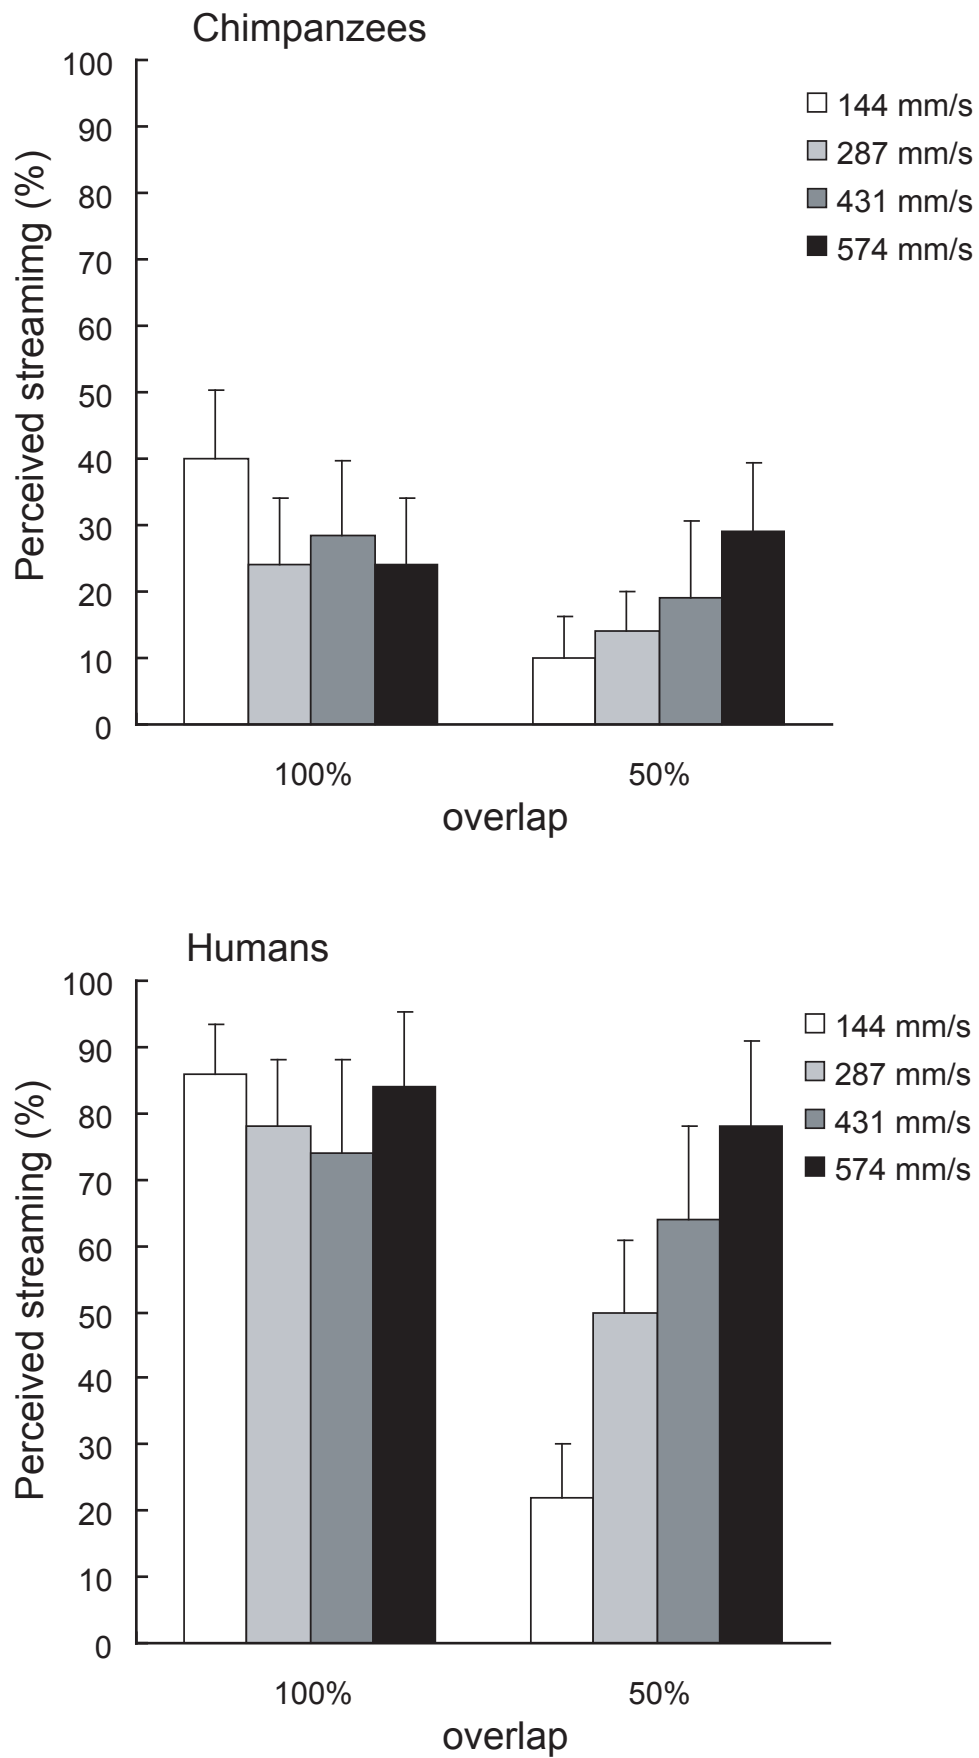 Chimpanzees
100
90
80
70
60
50
40
30
20
10
0
Perceived streamimg (%)
144 mm/s
287 mm/s
431 mm/s
574 mm/s
100%
50%
overlap
Humans
100
90
80
70
60
50
40
30
20
10
0
Perceived streaming (%)
144 mm/s
287 mm/s
431 mm/s
574 mm/s
100%
50%
overlap